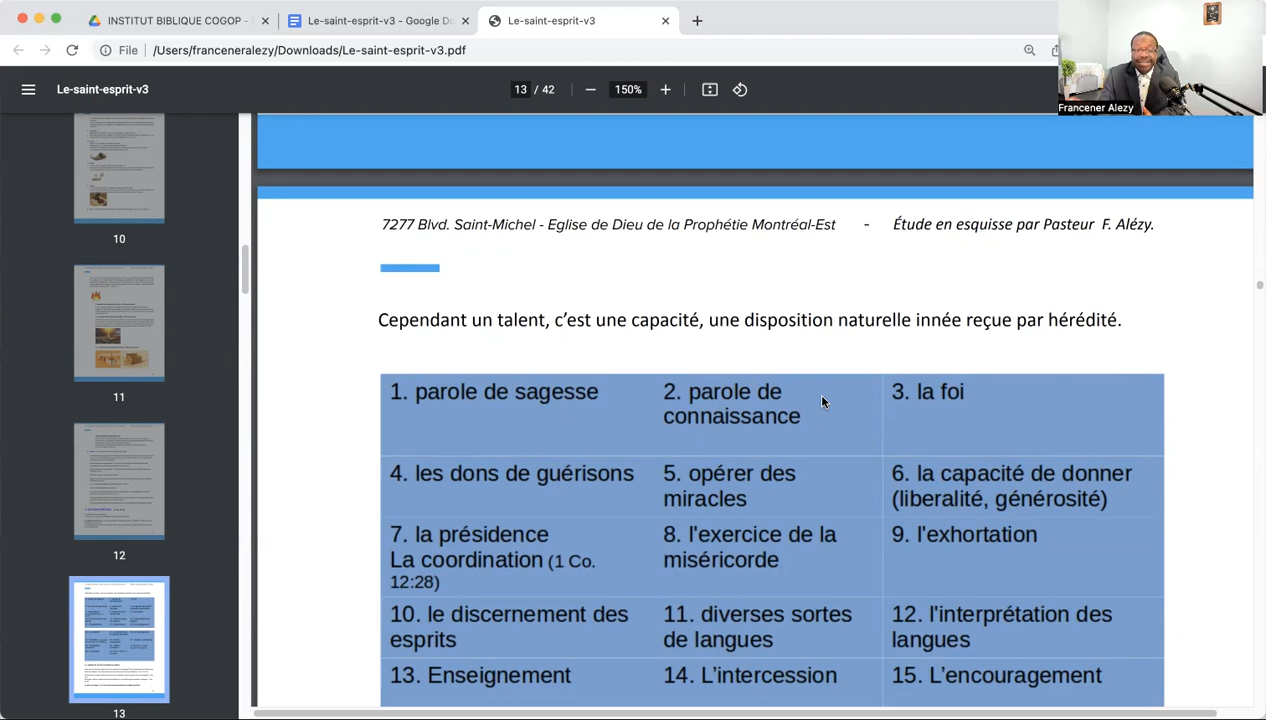 INSTITUT BIBLIQUE COGOP -
Le-saint-esprit-v3 - Google Do
Le-saint-esprit-v3
File
/Users/franceneralezy/Downloads/Le-saint-esprit-v3.pdf
Le-saint-esprit-v3
13 / 42
150%
Francener Alezy
7277 Blvd. Saint-Michel - Eglise de Dieu de la Prophétie Montréal-Est - Étude en esquisse par Pasteur F. Alézy.
Cependant un talent, c’est une capacité, une disposition naturelle innée reçue par hérédité.
1. parole de sagesse
2. parole de
connaissance
3. la foi
4. les dons de guérisons
5. opérer des
miracles
6. la capacité de donner
(liberalité, générosité)
7. la présidence
La coordination (1 Co.
12:28)
8. l'exercice de la
miséricorde
9. l'exhortation
10. le discernement des
esprits
11. diverses sortes
de langues
12. l'interprétation des
langues
13. Enseignement
14. L’intercession
15. L’encouragement
10
11
12
13